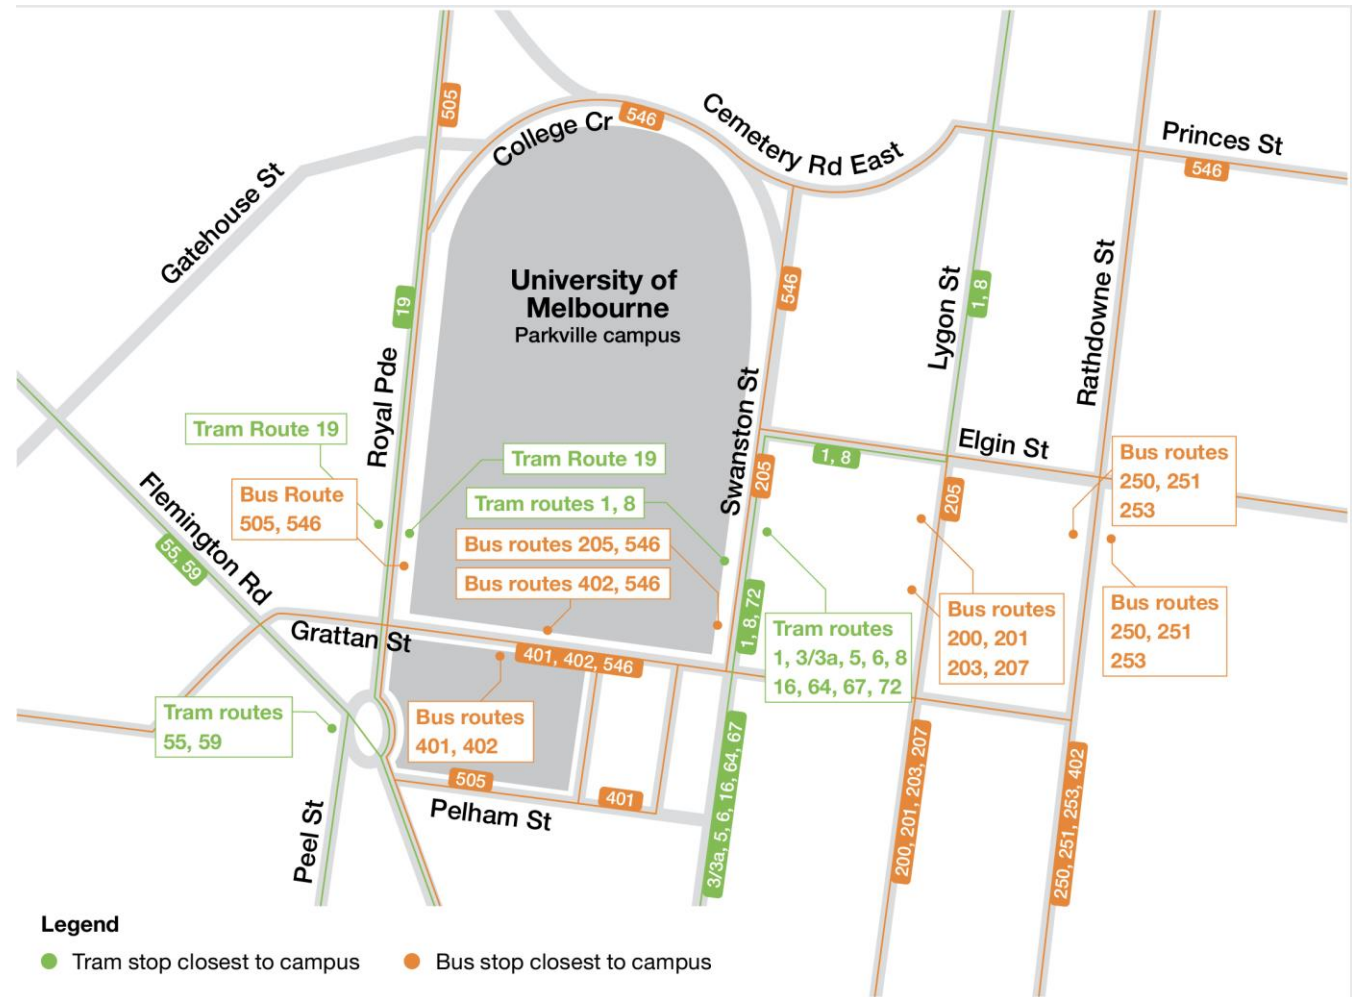 505
546
College Cr
Cemetery Rd East
Princes St
546
Gatehouse St
University of
Melbourne
Parkville campus
546
Lygon St
1, 8
Rathdowne St
19
Royal Pde
Swanston St
Tram Route 19
Tram Route 19
Elgin St
1, 8
205
205
Bus routes
250, 251
253
Flemington Rd
55, 59
Bus Route
505, 546
Tram routes 1, 8
Bus routes 205, 546
Bus routes 402, 546
1, 8, 72
Tram routes
1, 3/3a, 5, 6, 8
16, 64, 67, 72
Bus routes
200, 201
203, 207
Bus routes
250, 251
253
Grattan St
401, 402, 546
Tram routes
55, 59
Bus routes
401, 402
505
401
Pelham St
Peel St
3/3a, 5, 6, 16, 64, 67
200, 201, 203, 207
250, 251, 253, 402
Legend
Tram stop closest to campus
Bus stop closest to campus